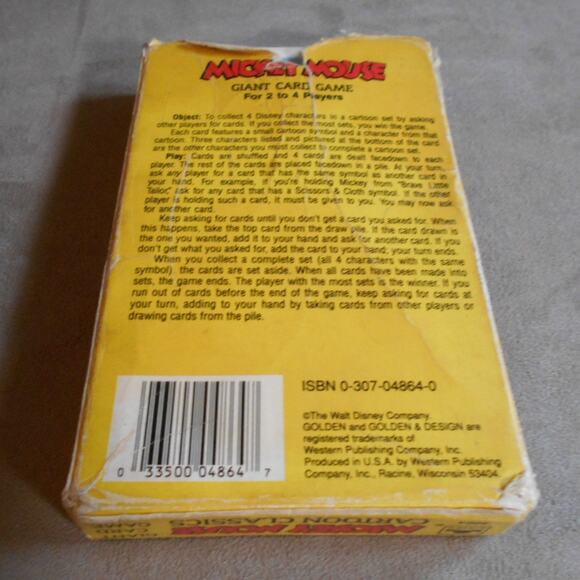 MICKEY MOUSE
GIANT CARD GAME
For 2 to 4 Players
Object: To collect 4 Disney characters in a cartoon set by asking
other players for cards. If you collect the most sets, you win the game.
Each card features a small cartoon symbol and a character from that
cartoon. Three characters listed and pictured at the bottom of the card
are the other characters you must collect to complete a cartoon set.
Play: Cards are shuffled and 4 cards are dealt facedown to each
player. The rest of the cards are placed facedown in a pile. At your turn,
ask any player for a card that has the same symbol as another card in
your hand. For example, if you're holding Mickey from "Brave Little
Tailor," ask for any card that has a Scissors & Cloth symbol. If the other
player is holding such a card, it must be given to you. You may now ask
for another card.
Keep asking for cards until you don't get a card you asked for. When
this happens, take the top card from the draw pile. If the card drawn is
the one you wanted, add it to your hand and ask for another card. If you
don't get what you asked for, add the card to your hand; your turn ends.
When you collect a complete set (all 4 characters with the same
symbol) the cards are set aside. When all cards have been made into
sets, the game ends. The player with the most sets is the winner. If you
run out of cards before the end of the game, keep asking for cards at
your turn, adding to your hand by taking cards from other players or
drawing cards from the pile.
ISBN 0-307-04864-0
©The Walt Disney Company.
GOLDEN and GOLDEN & DESIGN are
registered trademarks of
Western Publishing Company, Inc.
Produced in U.S.A. by Western Publishing
Company, Inc., Racine, Wisconsin 53404.
0 33500 04864 7
MICKEY MOUSE
CARTOON CLASSICS
GIANT
CARD
GAME